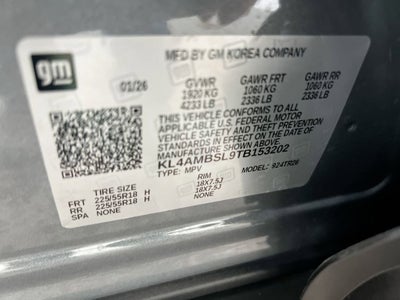 gm
MFD BY GM KOREA COMPANY
01/26
GVWR GAWR FRT GAWR RR
1920 KG 1060 KG 1060 KG
4233 LB 2336 LB 2336 LB
THIS VEHICLE CONFORMS TO ALL
APPLICABLE U.S. FEDERAL MOTOR
VEHICLE SAFETY, BUMPER, AND THEFT
PREVENTION STANDARDS IN EFFECT ON
THE DATE OF MANUFACTURE SHOWN ABOVE.
KL4AMBSL9TB153202
TYPE: MPV MODEL: 924TR26
TIRE SIZE RIM
FRT 225/55R18 H 18X7.5J
RR 225/55R18 H 18X7.5J
SPA NONE NONE